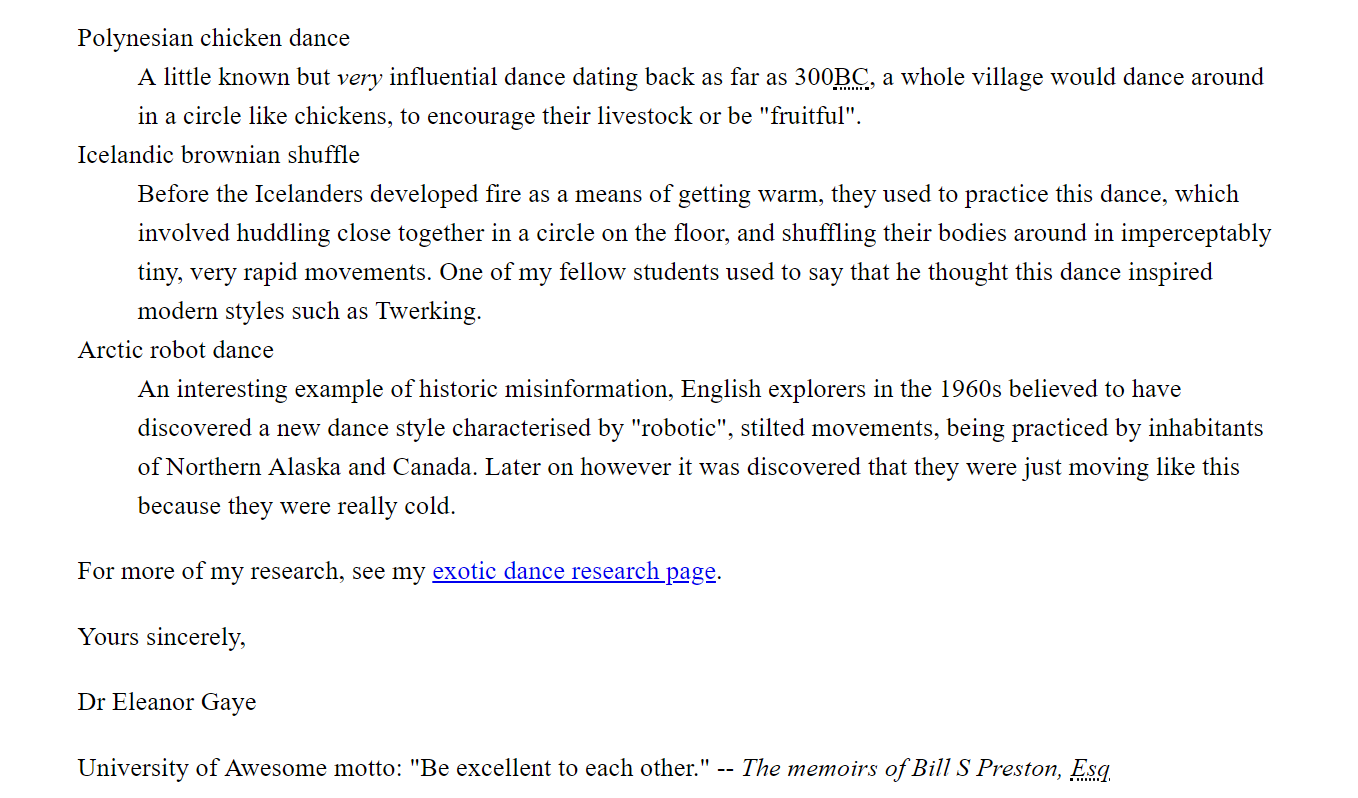 Polynesian chicken dance
A little known but very influential dance dating back as far as 300BC, a whole village would dance around
in a circle like chickens, to encourage their livestock or be "fruitful".
Icelandic brownian shuffle
Before the Icelanders developed fire as a means of getting warm, they used to practice this dance, which
involved huddling close together in a circle on the floor, and shuffling their bodies around in imperceptably
tiny, very rapid movements. One of my fellow students used to say that he thought this dance inspired
modern styles such as Twerking.
Arctic robot dance
An interesting example of historic misinformation, English explorers in the 1960s believed to have
discovered a new dance style characterised by "robotic", stilted movements, being practiced by inhabitants
of Northern Alaska and Canada. Later on however it was discovered that they were just moving like this
because they were really cold.
For more of my research, see my exotic dance research page.
Yours sincerely,
Dr Eleanor Gaye
University of Awesome motto: "Be excellent to each other." -- The memoirs of Bill S Preston, Esq